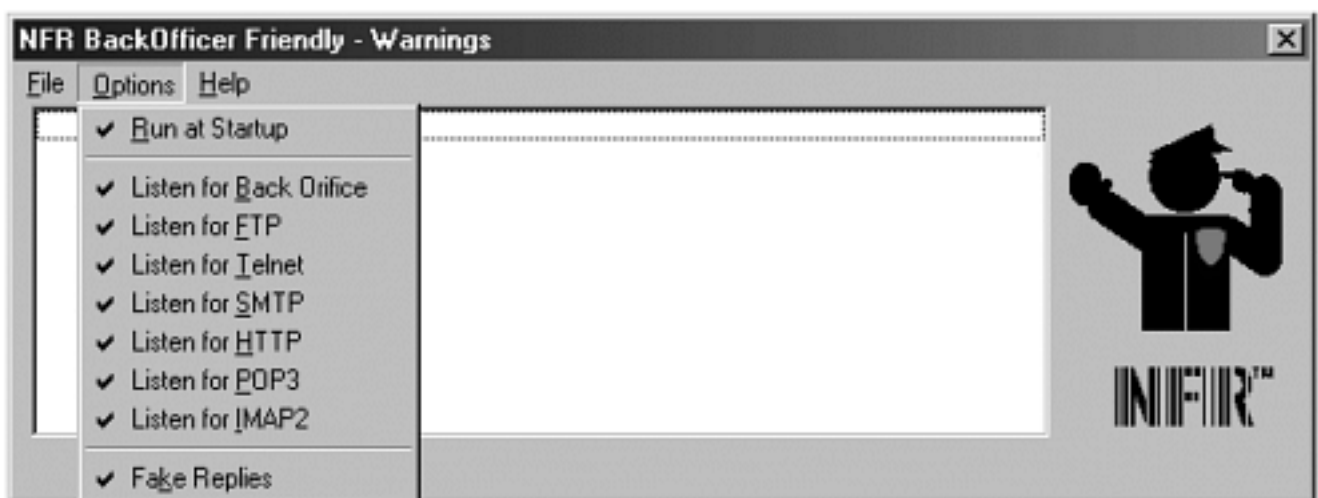 NFR BackOfficer Friendly - Warnings
File Options Help
Run at Startup
Listen for Back Orifice
Listen for FTP
Listen for Telnet
Listen for SMTP
Listen for HTTP
Listen for POP3
Listen for IMAP2
Fake Replies
NFR™